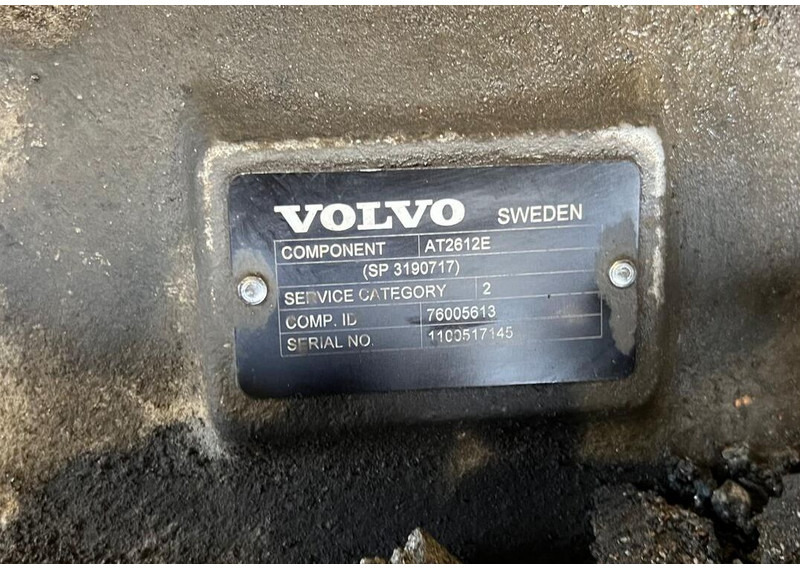 VOLVO SWEDEN
COMPONENT AT2612E
(SP 3190717)
SERVICE CATEGORY 2
COMP. ID 76005613
SERIAL NO. 1100517145